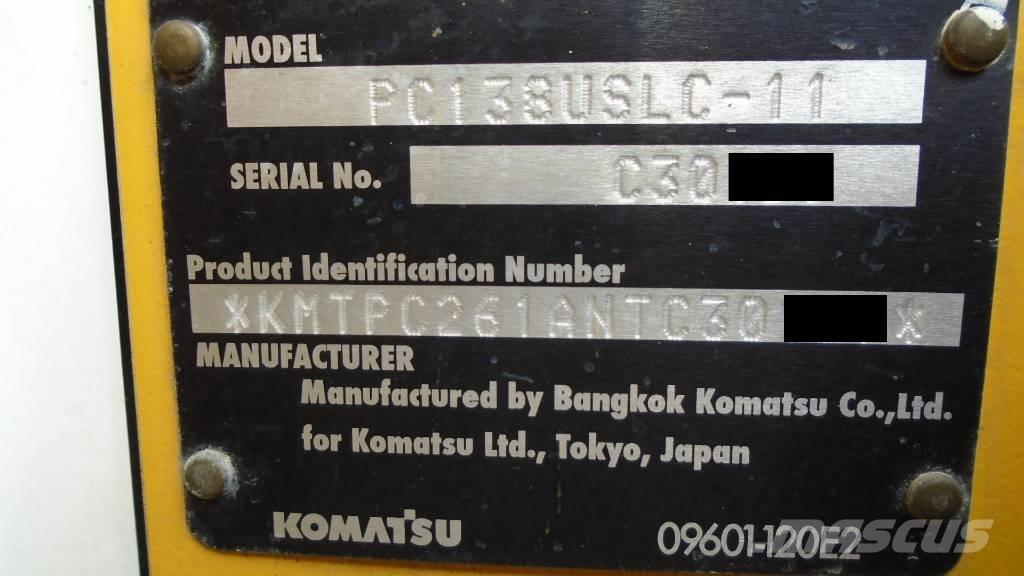 MODEL
PC138USLC-11
SERIAL No. C30
Product Identification Number
*KMTPC261ANTC30 *
MANUFACTURER
Manufactured by Bangkok Komatsu Co.,Ltd.
for Komatsu Ltd., Tokyo, Japan
KOMATSU 09601-120E2
mascus